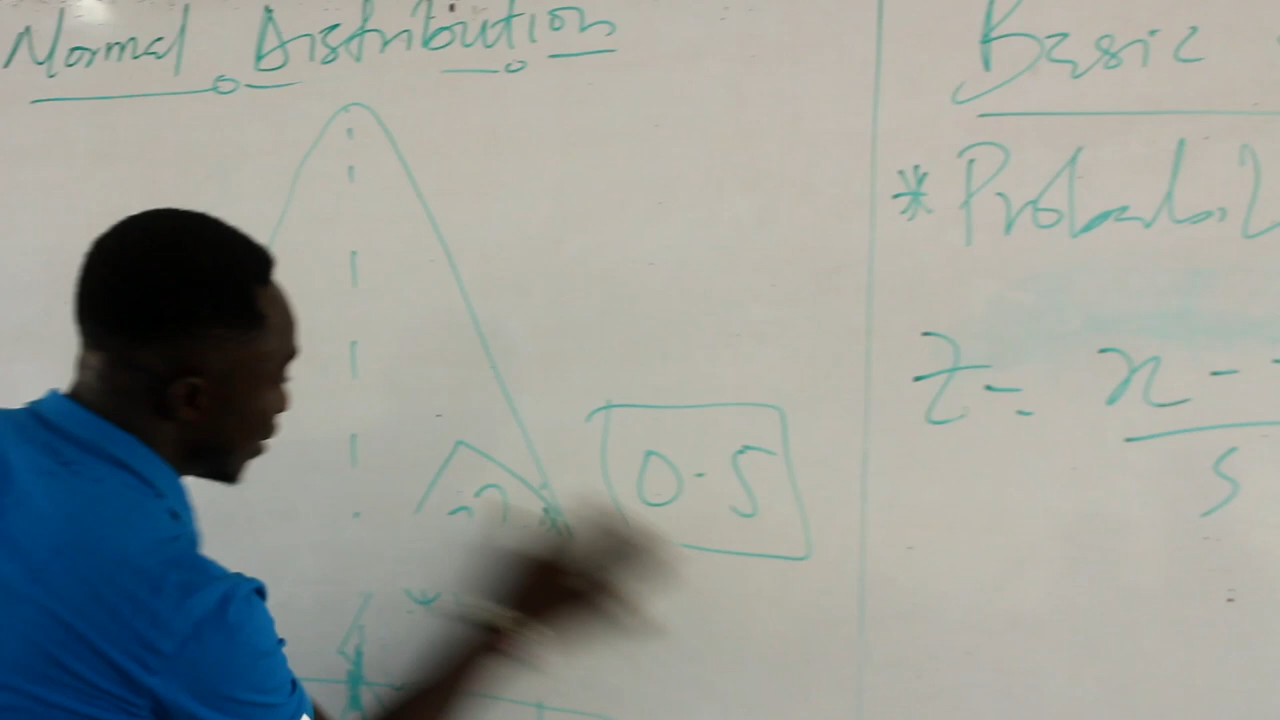 Normal Distribution
0.5
Basic
* Probabil
z = x -
s